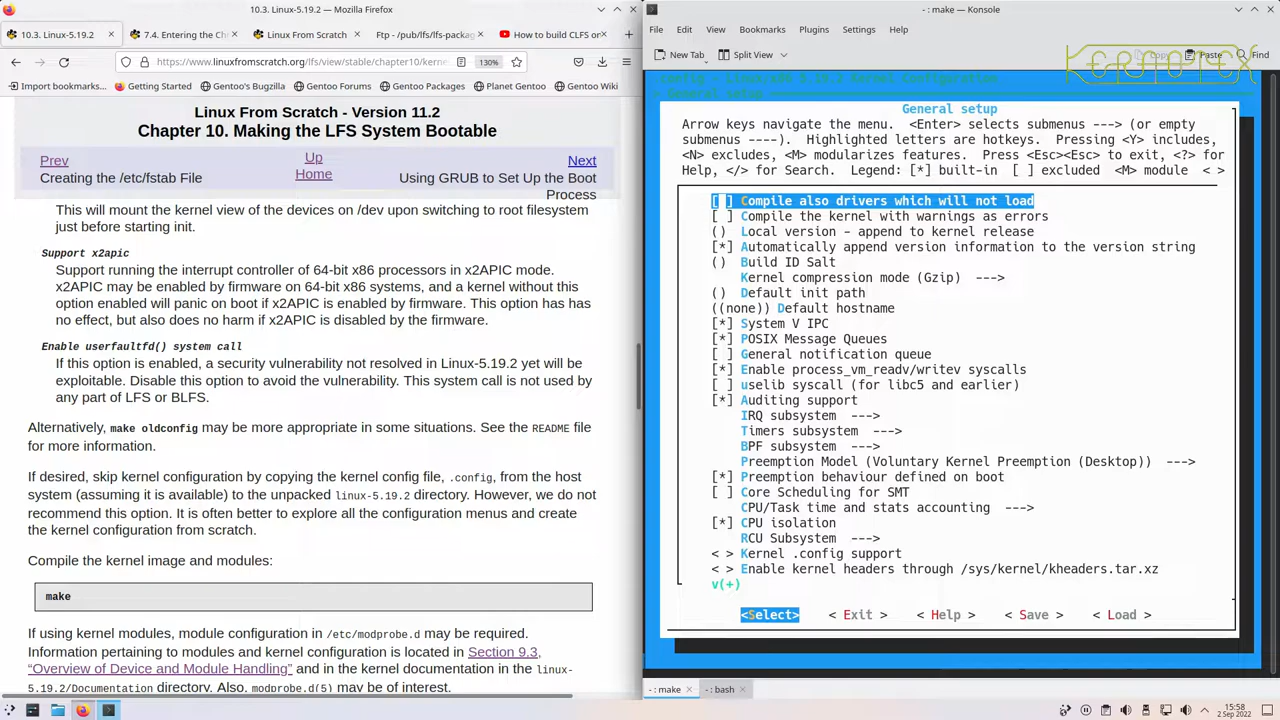 10.3. Linux-5.19.2 — Mozilla Firefox
10.3. Linux-5.19.2
7.4. Entering the Ch
Linux From Scratch
Ftp - /pub/lfs/lfs-packag
How to build CLFS on
https://www.linuxfromscratch.org/lfs/view/stable/chapter10/kerne
130%
Import bookmarks...
Getting Started
Gentoo's Bugzilla
Gentoo Forums
Gentoo Packages
Planet Gentoo
Gentoo Wiki
Linux From Scratch - Version 11.2
Chapter 10. Making the LFS System Bootable
Prev
Up
Next
Creating the /etc/fstab File
Home
Using GRUB to Set Up the Boot
Process
This will mount the kernel view of the devices on /dev upon switching to root filesystem
just before starting init.
Support x2apic
Support running the interrupt controller of 64-bit x86 processors in x2APIC mode.
x2APIC may be enabled by firmware on 64-bit x86 systems, and a kernel without this
option enabled will panic on boot if x2APIC is enabled by firmware. This option has has
no effect, but also does no harm if x2APIC is disabled by the firmware.
Enable Userfaultfd() system call
If this option is enabled, a security vulnerability not resolved in Linux-5.19.2 yet will be
exploitable. Disable this option to avoid the vulnerability. This system call is not used by
any part of LFS or BLFS.
Alternatively, make oldconfig may be more appropriate in some situations. See the README file
for more information.
If desired, skip kernel configuration by copying the kernel config file, .config, from the host
system (assuming it is available) to the unpacked linux-5.19.2 directory. However, we do not
recommend this option. It is often better to explore all the configuration menus and create
the kernel configuration from scratch.
Compile the kernel image and modules:
make
If using kernel modules, module configuration in /etc/modprobe.d may be required.
Information pertaining to modules and kernel configuration is located in Section 9.3,
“Overview of Device and Module Handling” and in the kernel documentation in the linux-
5.19.2/Documentation directory. Also, modprobe.d(5) may be of interest.
- : make — Konsole
File Edit View Bookmarks Plugins Settings Help
New Tab Split View Copy Paste Find
KERNOTEX
.config - Linux/x86 5.19.2 Kernel Configuration
> General setup
General setup
Arrow keys navigate the menu. <Enter> selects submenus ---> (or empty
submenus ----). Highlighted letters are hotkeys. Pressing <Y> includes,
<N> excludes, <M> modularizes features. Press <Esc><Esc> to exit, <?> for
Help, </> for Search. Legend: [*] built-in [ ] excluded <M> module < >
[ ] Compile also drivers which will not load
[ ] Compile the kernel with warnings as errors
() Local version - append to kernel release
[*] Automatically append version information to the version string
() Build ID Salt
Kernel compression mode (Gzip) --->
() Default init path
((none)) Default hostname
[*] System V IPC
[*] POSIX Message Queues
[ ] General notification queue
[*] Enable process_vm_readv/writev syscalls
[ ] uselib syscall (for libc5 and earlier)
[*] Auditing support
IRQ subsystem --->
Timers subsystem --->
BPF subsystem --->
Preemption Model (Voluntary Kernel Preemption (Desktop)) --->
[*] Preemption behaviour defined on boot
[ ] Core Scheduling for SMT
CPU/Task time and stats accounting --->
[*] CPU isolation
RCU Subsystem --->
< > Kernel .config support
< > Enable kernel headers through /sys/kernel/kheaders.tar.xz
v(+)
<Select> < Exit > < Help > < Save > < Load >
- : make
- : bash
15:58
2 Sep 2022